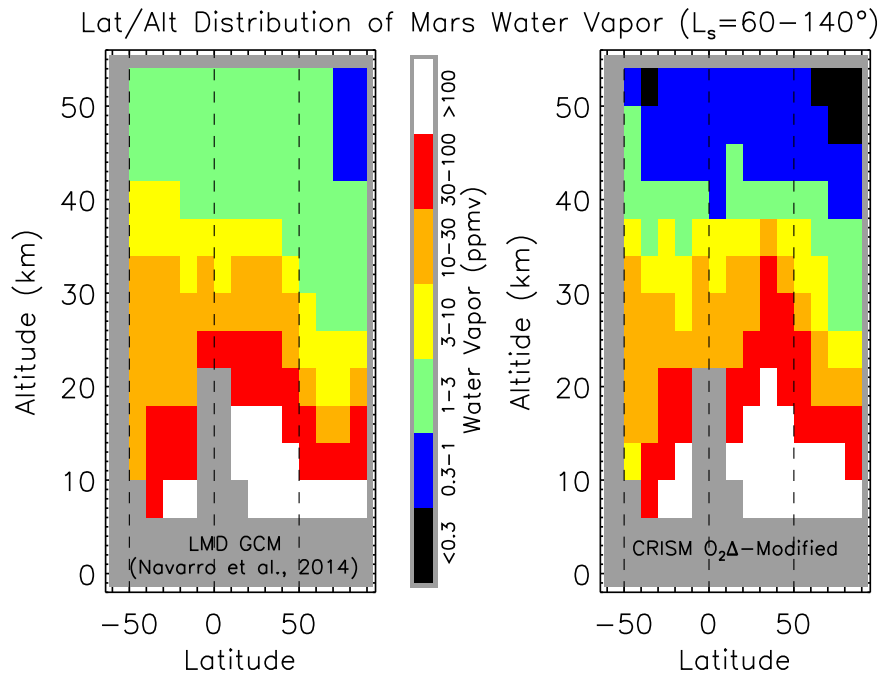 Lat/Alt Distribution of Mars Water Vapor (Ls=60–140°)
Altitude (km)
50
40
30
20
10
0
LMD GCM
(Navarro et al., 2014)
−50 0 50
Latitude
>100
30−100
10−30
3−10
1−3
0.3−1
<0.3
Water Vapor (ppmv)
Altitide (km)
50
40
30
20
10
0
CRISM O₂Δ−Modified
−50 0 50
Latitude